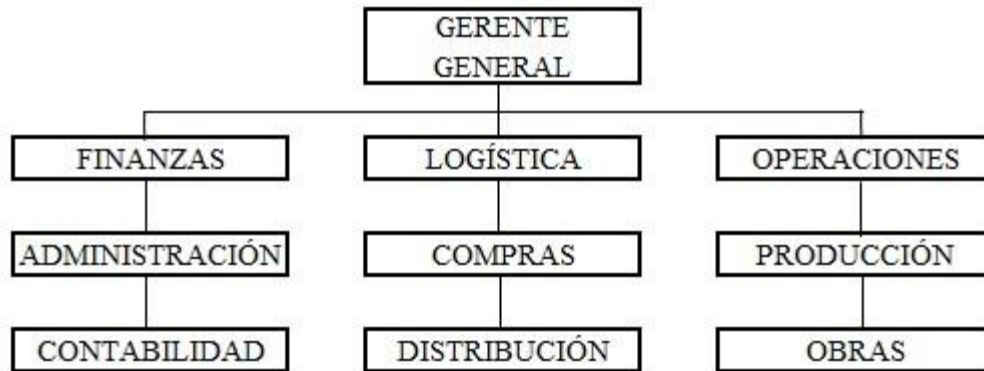 GERENTE
GENERAL
FINANZAS
LOGÍSTICA
OPERACIONES
ADMINISTRACIÓN
COMPRAS
PRODUCCIÓN
CONTABILIDAD
DISTRIBUCIÓN
OBRAS